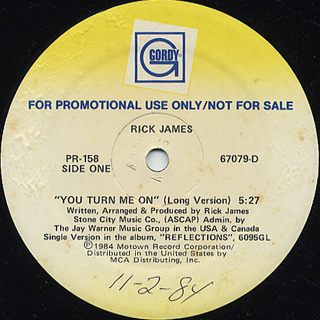 GORDY
FOR PROMOTIONAL USE ONLY/NOT FOR SALE
RICK JAMES
PR-158
67079-D
SIDE ONE
"YOU TURN ME ON" (Long Version) 5:27
Written, Arranged & Produced by Rick James
Stone City Music Co., (ASCAP) Admin. by
The Jay Warner Music Group in the USA & Canada
Single Version in the album, "REFLECTIONS", 6095GL
Ⓟ©1984 Motown Record Corporation/
Distributed in the United States by
MCA Distributing, Inc.
11-2-84